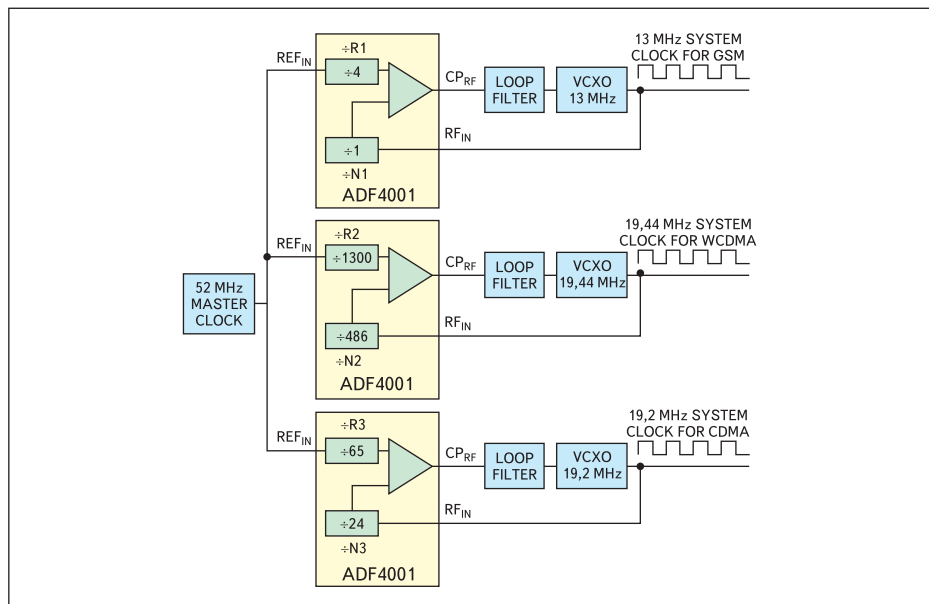 13 MHz SYSTEM
CLOCK FOR GSM
REF_IN
÷R1
÷4
CP_RF
LOOP
FILTER
VCXO
13 MHz
RF_IN
÷1
÷N1
ADF4001
19,44 MHz SYSTEM
CLOCK FOR WCDMA
REF_IN
÷R2
÷1300
CP_RF
LOOP
FILTER
VCXO
19,44 MHz
52 MHz
MASTER
CLOCK
RF_IN
÷486
÷N2
ADF4001
19,2 MHz SYSTEM
CLOCK FOR CDMA
REF_IN
÷R3
÷65
CP_RF
LOOP
FILTER
VCXO
19,2 MHz
RF_IN
÷24
÷N3
ADF4001